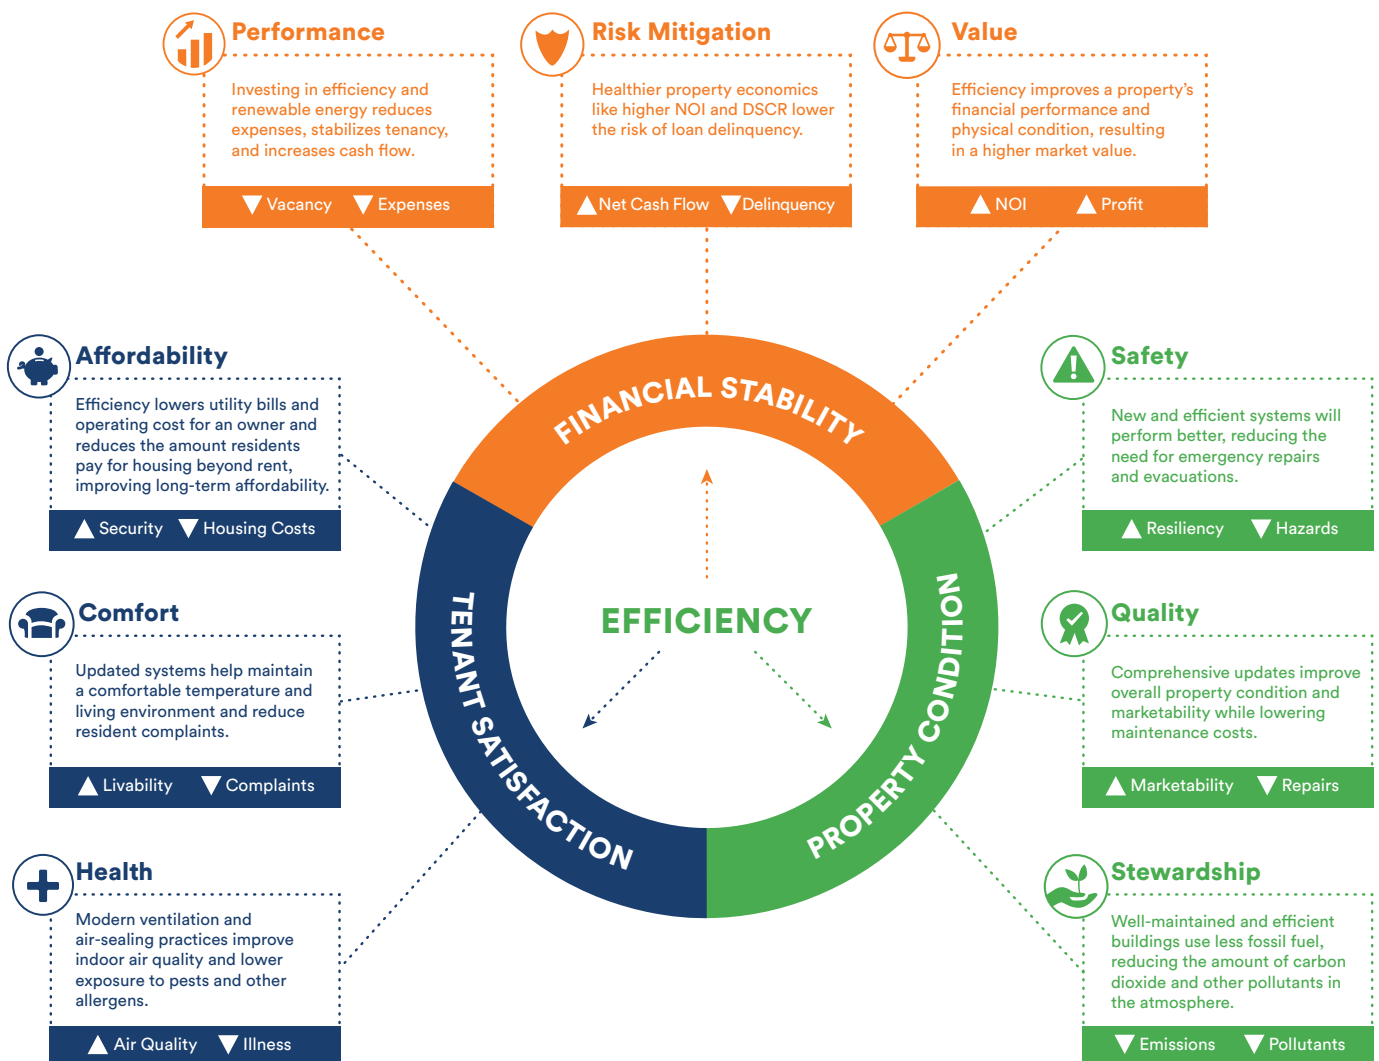 Performance
Investing in efficiency and
renewable energy reduces
expenses, stabilizes tenancy,
and increases cash flow.
▼ Vacancy ▼ Expenses
Risk Mitigation
Healthier property economics
like higher NOI and DSCR lower
the risk of loan delinquency.
▲ Net Cash Flow ▼ Delinquency
Value
Efficiency improves a property’s
financial performance and
physical condition, resulting
in a higher market value.
▲ NOI ▲ Profit
Affordability
Efficiency lowers utility bills and
operating cost for an owner and
reduces the amount residents
pay for housing beyond rent,
improving long-term affordability.
▲ Security ▼ Housing Costs
Comfort
Updated systems help maintain
a comfortable temperature and
living environment and reduce
resident complaints.
▲ Livability ▼ Complaints
Health
Modern ventilation and
air-sealing practices improve
indoor air quality and lower
exposure to pests and other
allergens.
▲ Air Quality ▼ Illness
FINANCIAL STABILITY
TENANT SATISFACTION
PROPERTY CONDITION
EFFICIENCY
Safety
New and efficient systems will
perform better, reducing the
need for emergency repairs
and evacuations.
▲ Resiliency ▼ Hazards
Quality
Comprehensive updates improve
overall property condition and
marketability while lowering
maintenance costs.
▲ Marketability ▼ Repairs
Stewardship
Well-maintained and efficient
buildings use less fossil fuel,
reducing the amount of carbon
dioxide and other pollutants in
the atmosphere.
▼ Emissions ▼ Pollutants